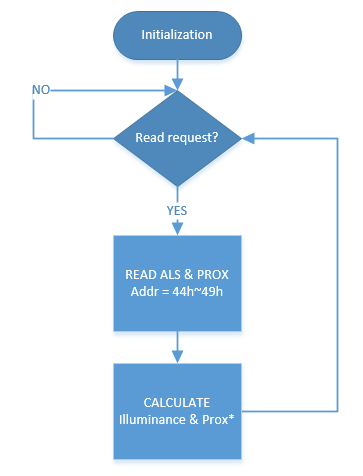 Initialization
NO
Read request?
YES
READ ALS & PROX
Addr = 44h~49h
CALCULATE
Illuminance & Prox*